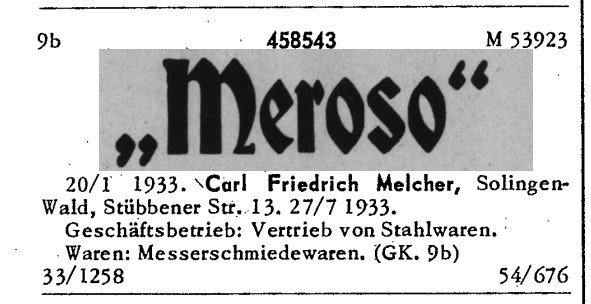 9b 458543 M 53923
„Meroso“
20/1 1933. Carl Friedrich Melcher, Solingen-
Wald, Stübbener Str. 13. 27/7 1933.
Geschäftsbetrieb: Vertrieb von Stahlwaren.
Waren: Messerschmiedewaren. (GK. 9b)
33/1258 54/676